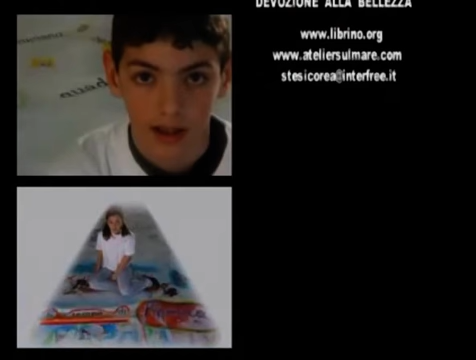 DEVOZIONE ALLA BELLEZZA
www.librino.org
www.ateliersulmare.com
stesicorea@interfree.it